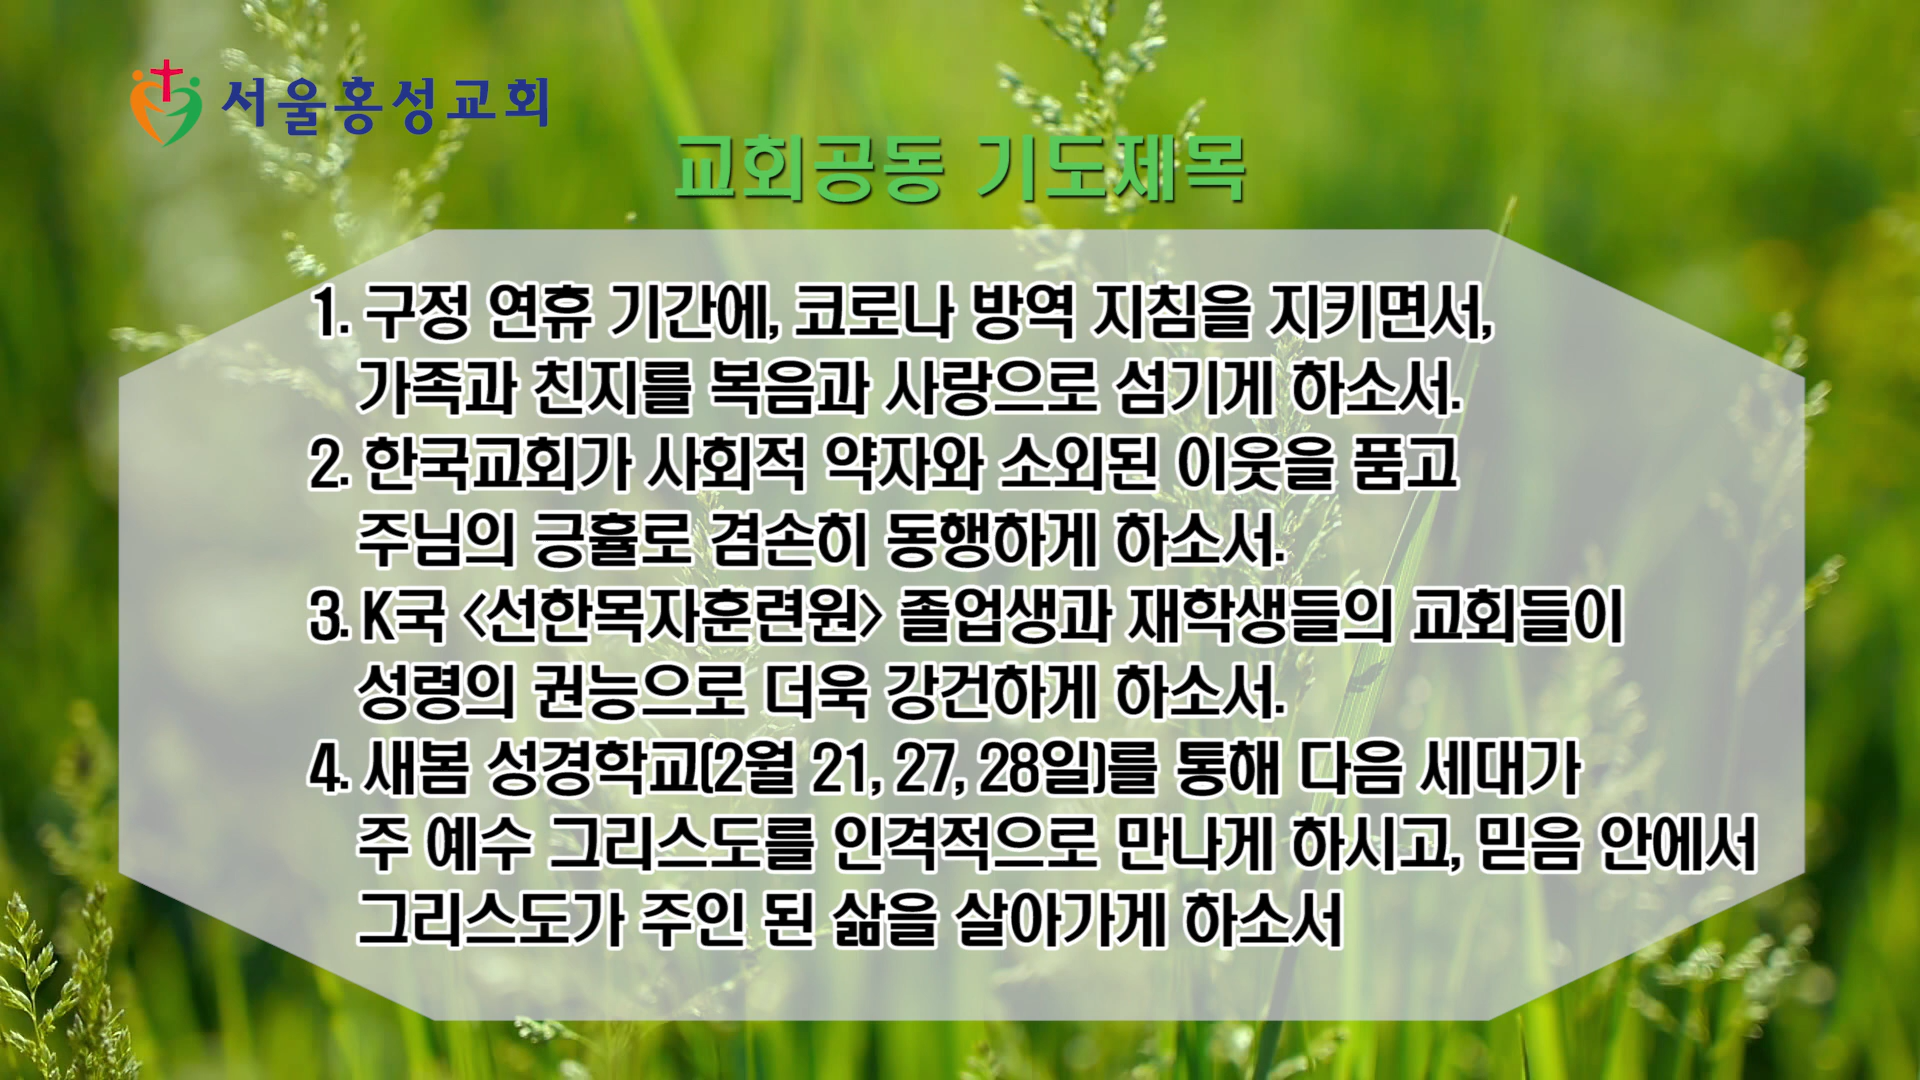 서울홍성교회
교회공동 기도제목
1. 구정 연휴 기간에, 코로나 방역 지침을 지키면서,
가족과 친지를 복음과 사랑으로 섬기게 하소서.
2. 한국교회가 사회적 약자와 소외된 이웃을 품고
주님의 긍휼로 겸손히 동행하게 하소서.
3. K국 <선한목자훈련원> 졸업생과 재학생들의 교회들이
성령의 권능으로 더욱 강건하게 하소서.
4. 새봄 성경학교(2월 21, 27, 28일)를 통해 다음 세대가
주 예수 그리스도를 인격적으로 만나게 하시고, 믿음 안에서
그리스도가 주인 된 삶을 살아가게 하소서